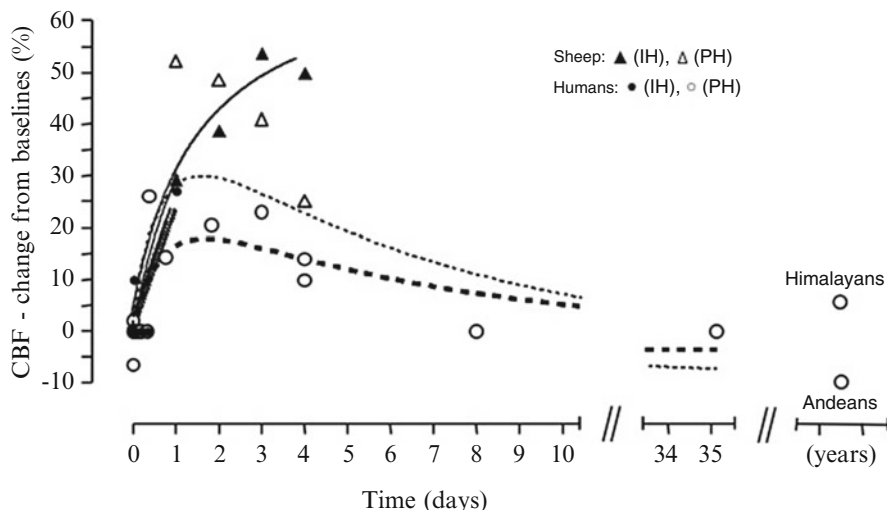 60
50
40
30
20
10
0
-10
CBF - change from baselines (%)
Sheep: ▲ (IH), △ (PH)
Humans: ● (IH), ○ (PH)
Himalayans
Andeans
0 1 2 3 4 5 6 7 8 9 10 34 35 (years)
Time (days)